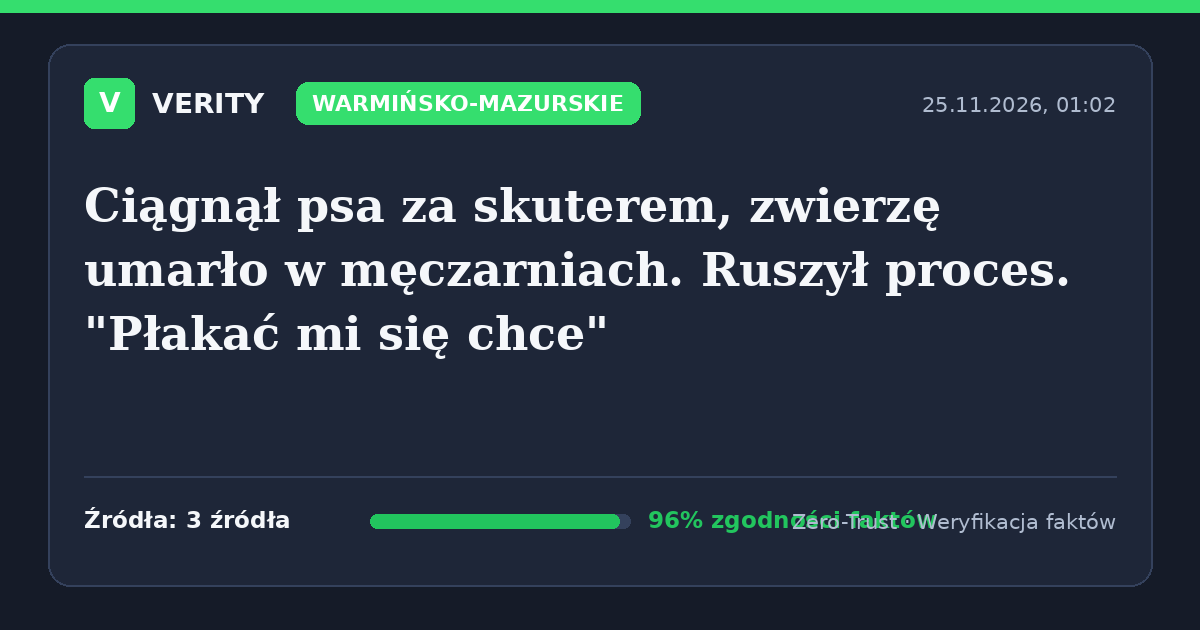 V VERITY WARMIŃSKO-MAZURSKIE 25.11.2026, 01:02
Ciągnął psa za skuterem, zwierzę
umarło w męczarniach. Ruszył proces.
"Płakać mi się chce"
Źródła: 3 źródła 96% zgodności faktów Zero-Trust · Weryfikacja faktów